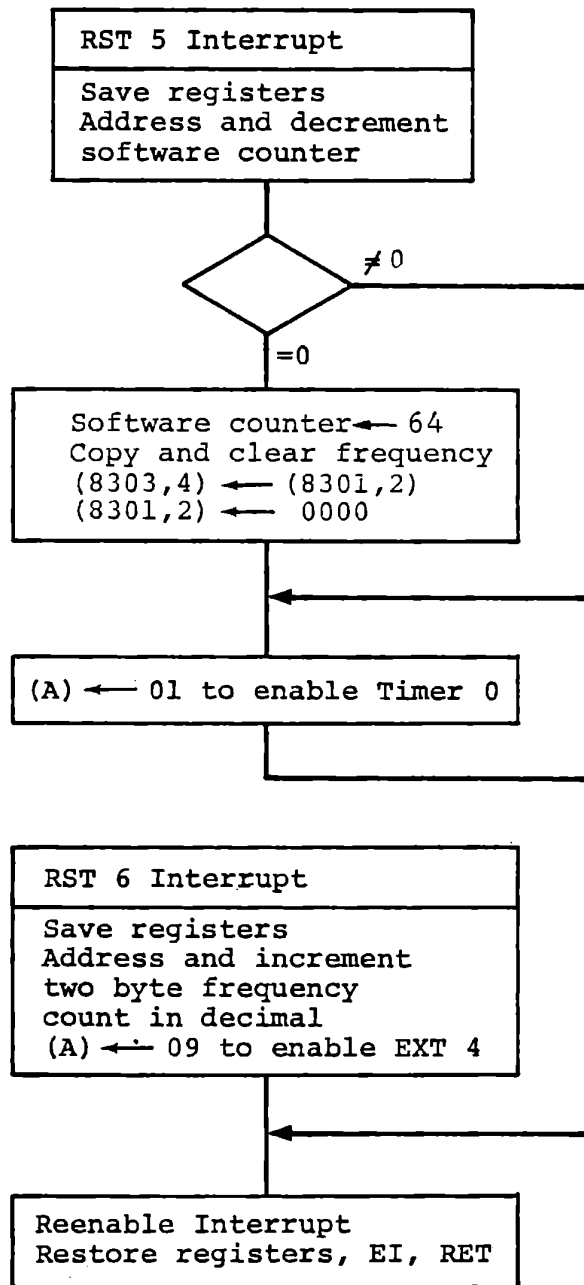 RST 5 Interrupt
Save registers
Address and decrement
software counter
≠ 0
=0
Software counter ← 64
Copy and clear frequency
(8303,4) ← (8301,2)
(8301,2) ← 0000
(A) ← 01 to enable Timer 0
RST 6 Interrupt
Save registers
Address and increment
two byte frequency
count in decimal
(A) ← 09 to enable EXT 4
Reenable Interrupt
Restore registers, EI, RET